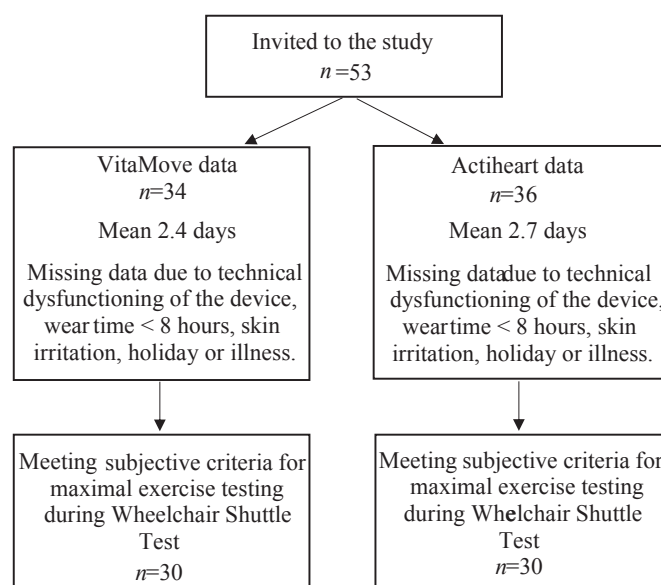 Invited to the study
n=53
VitaMove data
n=34
Mean 2.4 days
Missing data due to technical
dysfunctioning of the device,
wear time < 8 hours, skin
irritation, holiday or illness.
Actiheart data
n=36
Mean 2.7 days
Missing data due to technical
dysfunctioning of the device,
wear time < 8 hours, skin
irritation, holiday or illness.
Meeting subjective criteria for
maximal exercise testing
during Wheelchair Shuttle
Test
n=30
Meeting subjective criteria for
maximal exercise testing
during Wheelchair Shuttle
Test
n=30